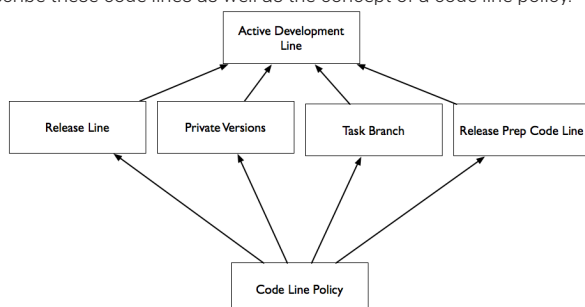 scribe these code lines as well as the concept of a code line policy.
Active Development
Line
Release Line
Private Versions
Task Branch
Release Prep Code Line
Code Line Policy